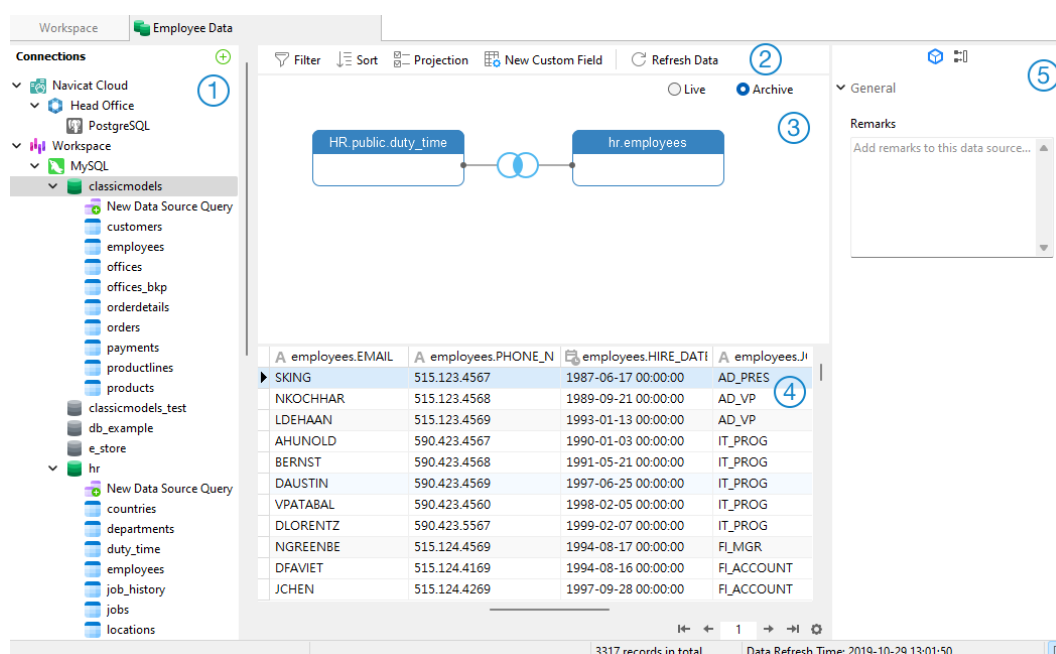 Workspace
Employee Data
Connections
1
Navicat Cloud
Head Office
PostgreSQL
Workspace
MySQL
classicmodels
New Data Source Query
customers
employees
offices
offices_bkp
orderdetails
orders
payments
productlines
products
classicmodels_test
db_example
e_store
hr
New Data Source Query
countries
departments
duty_time
employees
job_history
jobs
locations
Filter Sort Projection New Custom Field Refresh Data 2
Live Archive
3
HR.public.duty_time hr.employees
A employees.EMAIL A employees.PHONE_N employees.HIRE_DATE A employees.J
SKING 515.123.4567 1987-06-17 00:00:00 AD_PRES
4
NKOCHHAR 515.123.4568 1989-09-21 00:00:00 AD_VP
LDEHAAN 515.123.4569 1993-01-13 00:00:00 AD_VP
AHUNOLD 590.423.4567 1990-01-03 00:00:00 IT_PROG
BERNST 590.423.4568 1991-05-21 00:00:00 IT_PROG
DAUSTIN 590.423.4569 1997-06-25 00:00:00 IT_PROG
VPATABAL 590.423.4560 1998-02-05 00:00:00 IT_PROG
DLORENTZ 590.423.5567 1999-02-07 00:00:00 IT_PROG
NGREENBE 515.124.4569 1994-08-17 00:00:00 FI_MGR
DFAVIET 515.124.4169 1994-08-16 00:00:00 FI_ACCOUNT
JCHEN 515.124.4269 1997-09-28 00:00:00 FI_ACCOUNT
1
3317 records in total Data Refresh Time: 2019-10-29 13:01:50
5
General
Remarks
Add remarks to this data source...